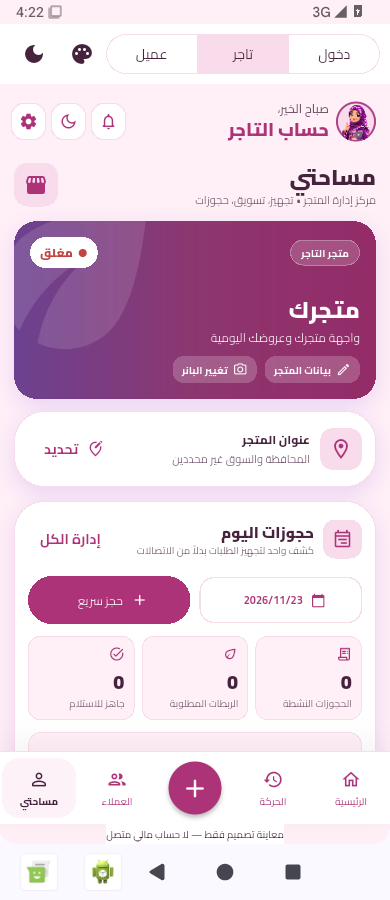 4:22
3G
دخول
تاجر
عميل
صباح الخير،
حساب التاجر
مساحتي
مركز إدارة المتجر • تجهيز، تسويق، حجوزات
متجر التاجر
مغلق
متجرك
واجهة متجرك وعروضك اليومية
بيانات المتجر
تغيير البانر
عنوان المتجر
المحافظة والسوق غير محددين
تحديد
حجوزات اليوم
كشف واحد لتجهيز الطلبات بدلاً من الاتصالات
إدارة الكل
2026/11/23
حجز سريع
0
الحجوزات النشطة
0
الربطات المطلوبة
0
جاهز للاستلام
الرئيسية
الحركة
العملاء
مساحتي
معاينة تصميم فقط — لا حساب مالي متصل